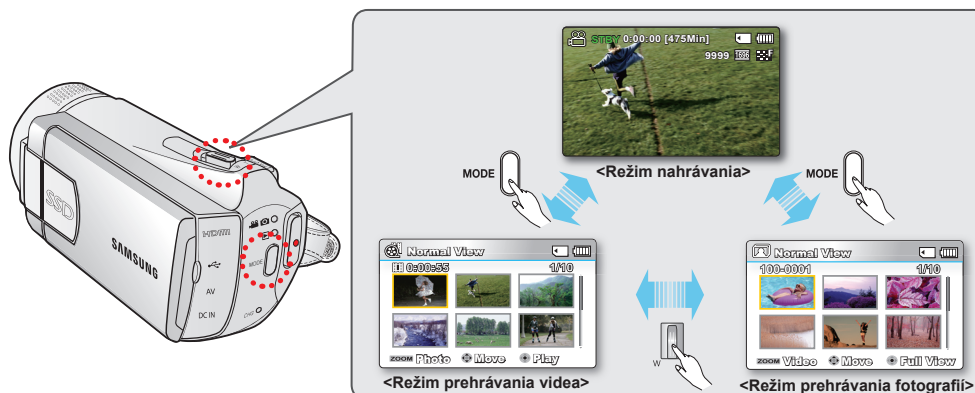 STBY 0:00:00 [475Min]
9999
<Režim nahrávania>
MODE
MODE
SSD
SAMSUNG
HDMI
MODE
AV
DC IN
CHG
Normal View
0:00:55 1/10
ZOOM Photo Move Play
<Režim prehrávania videa>
W
Normal View
100-0001 1/10
ZOOM Video Move Full View
<Režim prehrávania fotografií>